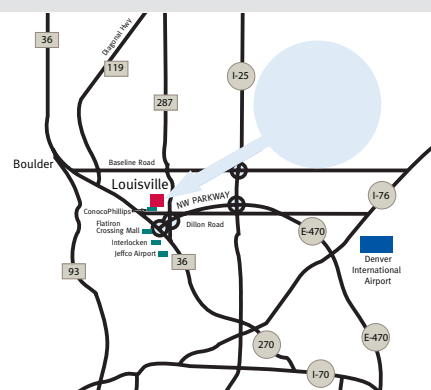 36
Diagonal Hwy
119
287
I-25
Boulder
Baseline Road
Louisville
I-76
NW PARKWAY
ConocoPhillips
Flatiron
Crossing Mall
Dillon Road
E-470
Interlocken
Jeffco Airport
36
93
Denver
International
Airport
270
E-470
I-70